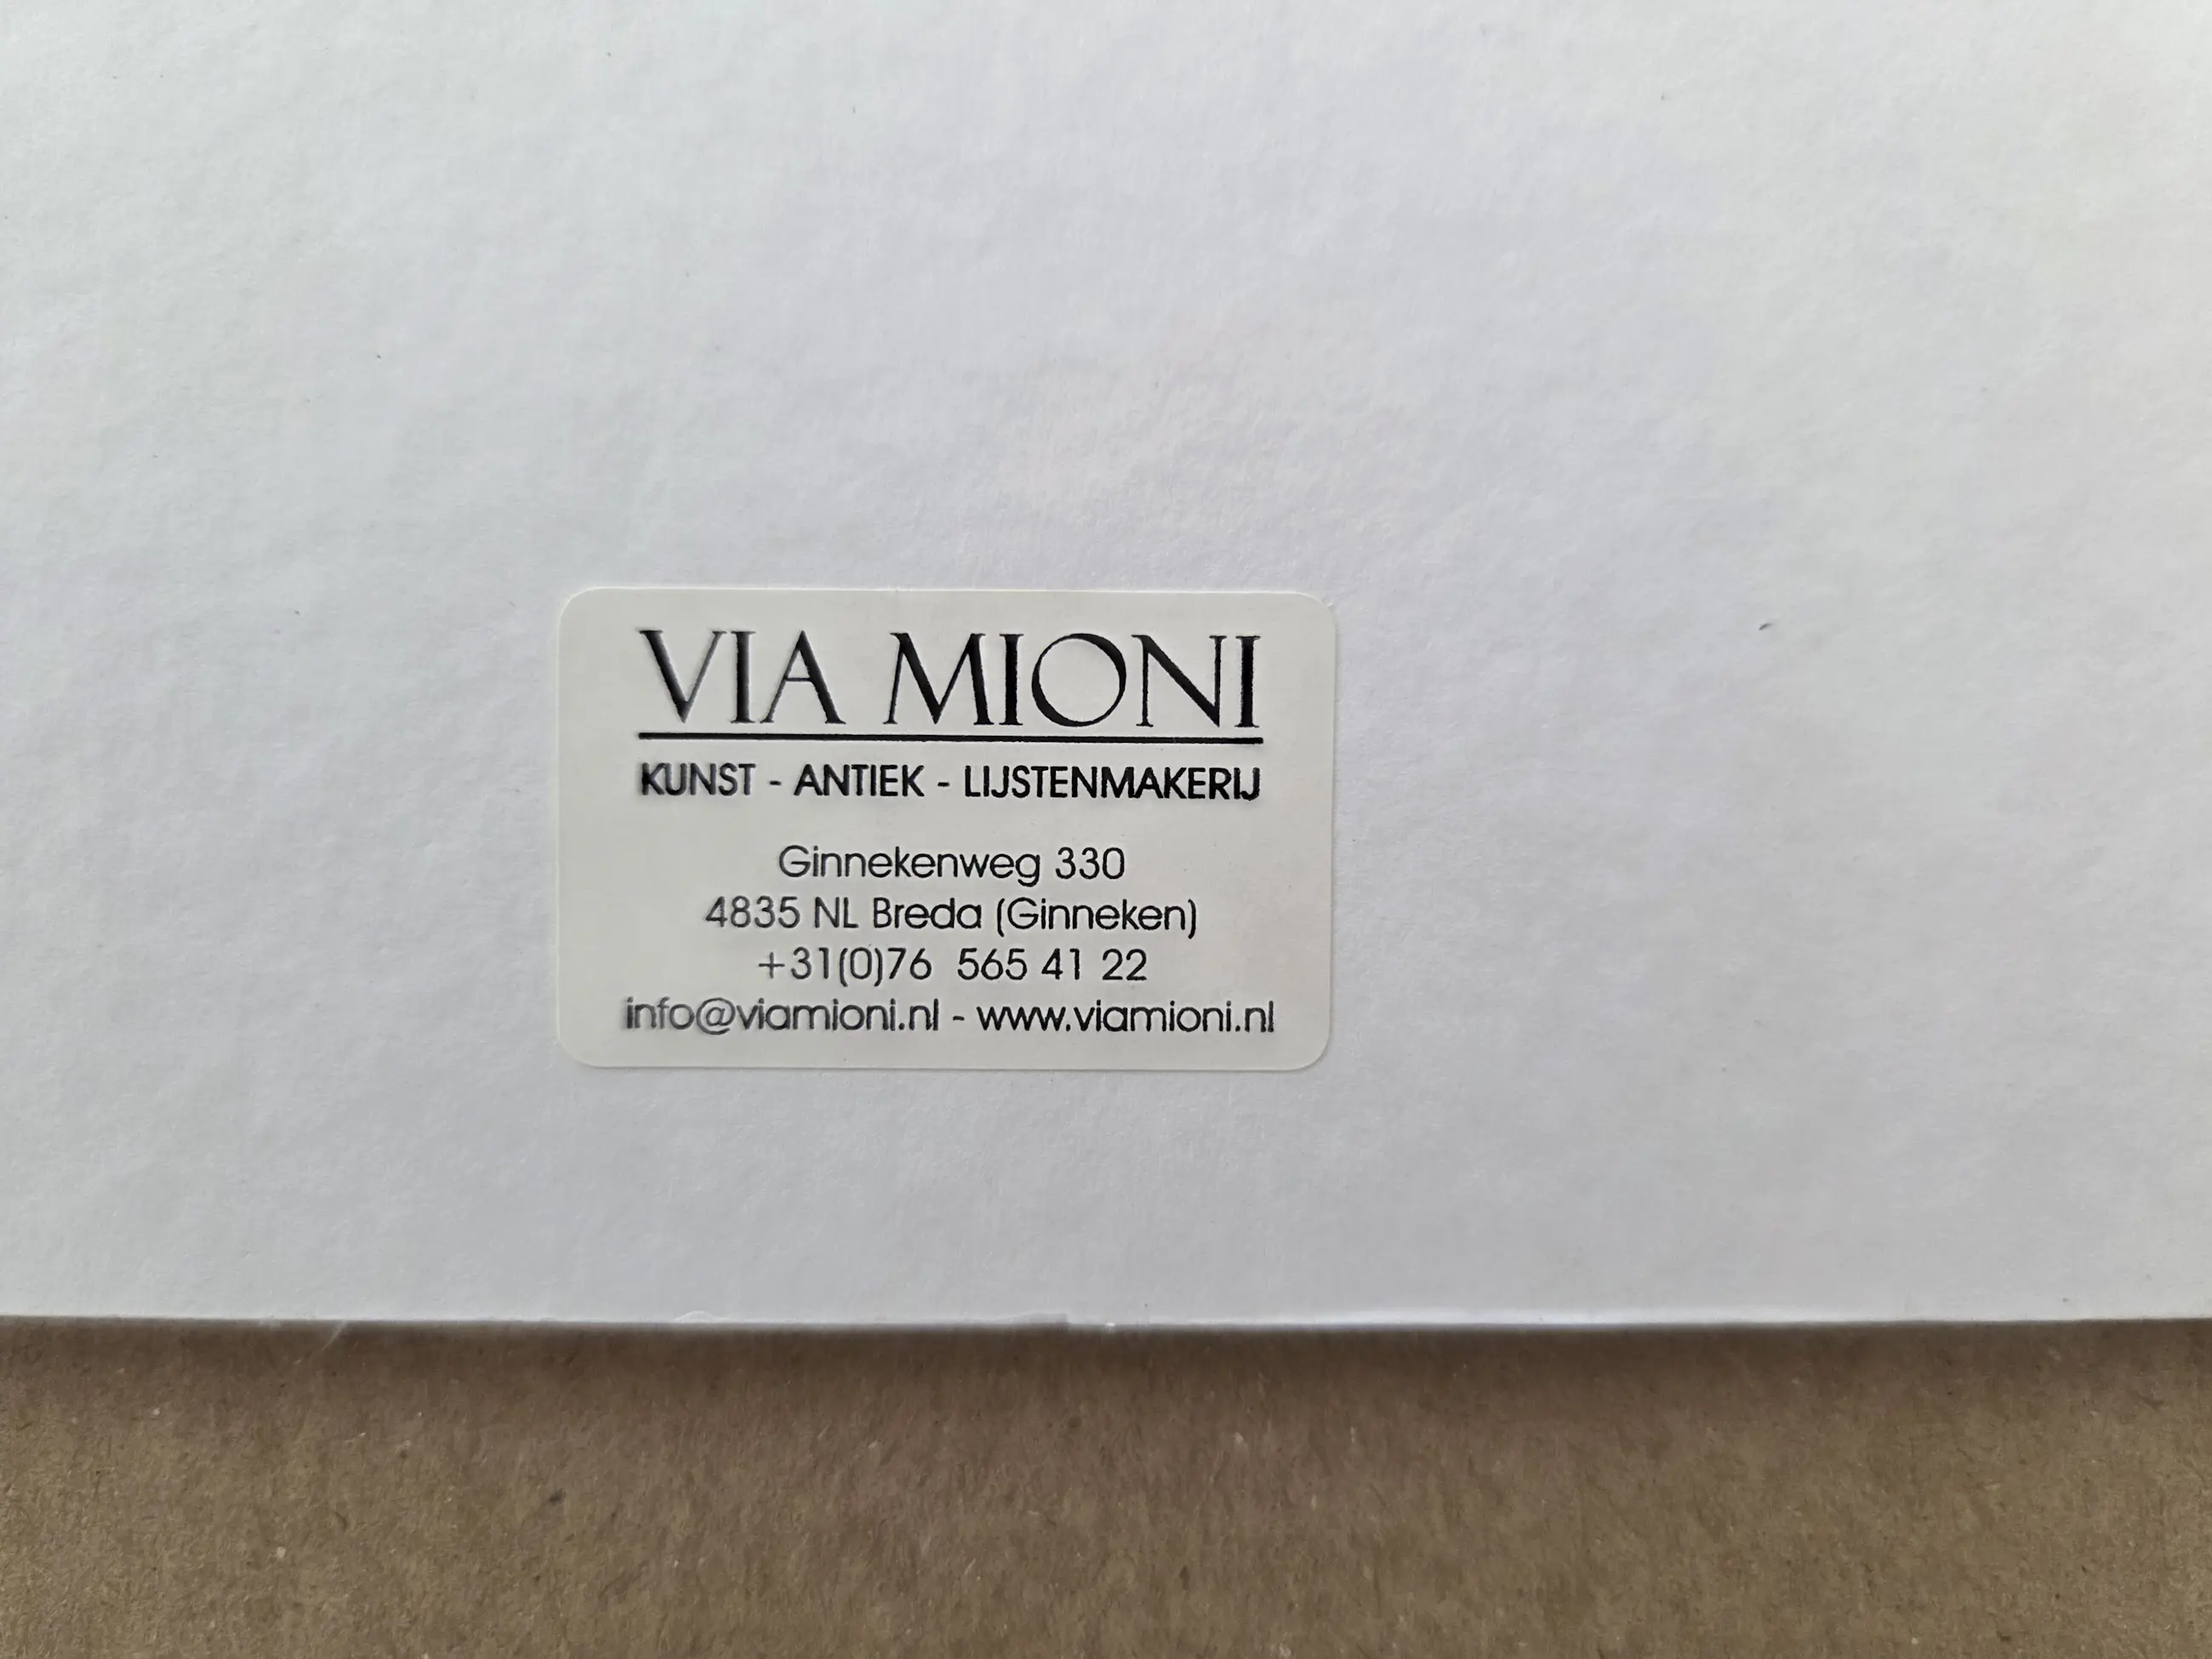 VIA MIONI
KUNST - ANTIEK - LIJSTENMAKERIJ
Ginnekenweg 330
4835 NL Breda (Ginneken)
+31(0)76 565 41 22
info@viamioni.nl - www.viamioni.nl